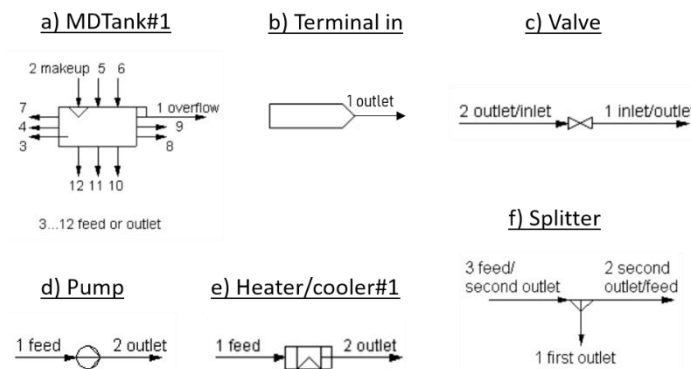 a) MDTank#1
2 makeup 5 6
7
1 overflow
4
9
3
8
12 11 10
3...12 feed or outlet
b) Terminal in
1 outlet
c) Valve
2 outlet/inlet
1 inlet/outlet
d) Pump
1 feed
2 outlet
e) Heater/cooler#1
1 feed
2 outlet
f) Splitter
3 feed/
second outlet
2 second
outlet/feed
1 first outlet